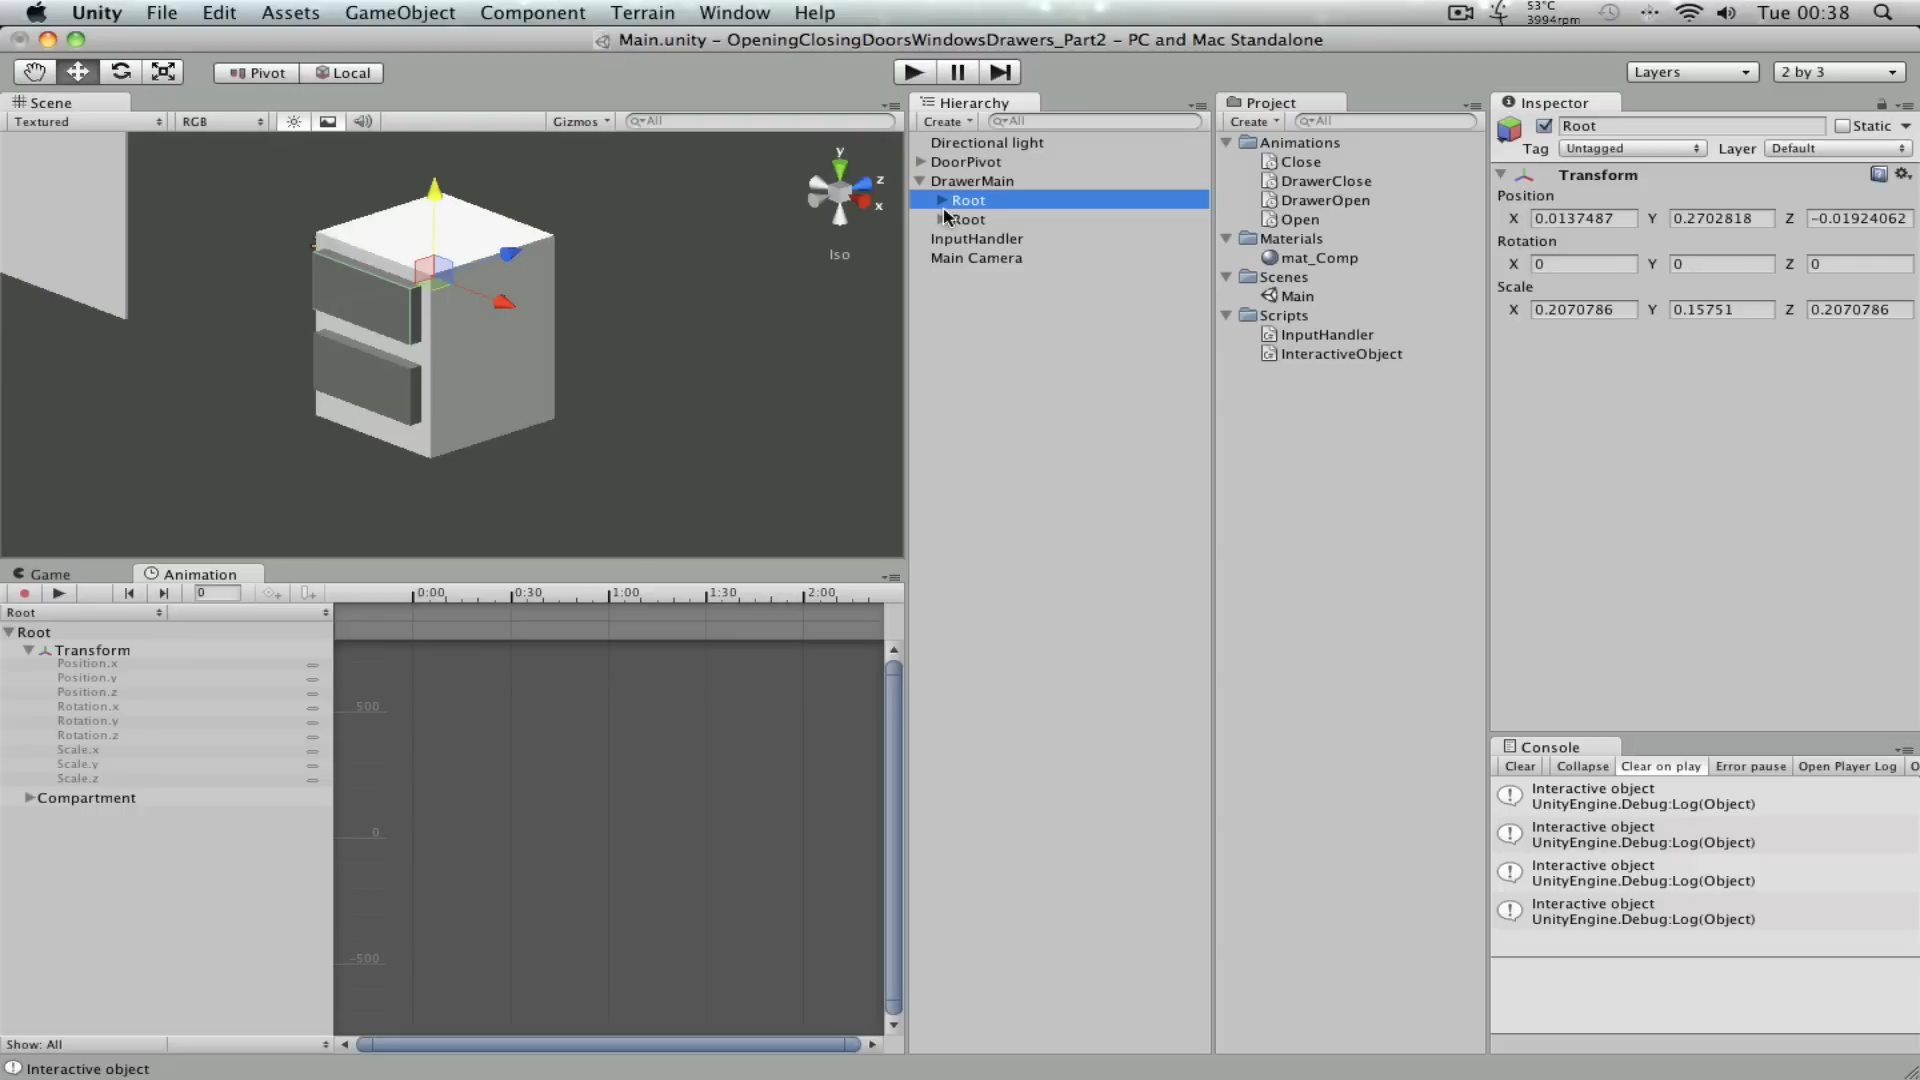 Unity File Edit Assets GameObject Component Terrain Window Help 53°C 3994rpm Tue 00:38
Main.unity – OpeningClosingDoorsWindowsDrawers_Part2 – PC and Mac Standalone
Pivot Local Layers 2 by 3
Scene
Textured RGB Gizmos All
y
z
x
Iso
Hierarchy
Create All
Directional light
DoorPivot
DrawerMain
Root
Root
InputHandler
Main Camera
Project
Create All
Animations
Close
DrawerClose
DrawerOpen
Open
Materials
mat_Comp
Scenes
Main
Scripts
InputHandler
InteractiveObject
Inspector
Root Static
Tag Untagged Layer Default
Transform
Position
X 0.0137487 Y 0.2702818 Z −0.01924062
Rotation
X 0 Y 0 Z 0
Scale
X 0.2070786 Y 0.15751 Z 0.2070786
Game Animation
0 0:00 0:30 1:00 1:30 2:00
Root
Root
Transform
Position.x
Position.y
Position.z
Rotation.x
Rotation.y
Rotation.z
Scale.x
Scale.y
Scale.z
Compartment
500
0
−500
Show: All
Console
Clear Collapse Clear on play Error pause Open Player Log O
Interactive object
UnityEngine.Debug:Log(Object)
Interactive object
UnityEngine.Debug:Log(Object)
Interactive object
UnityEngine.Debug:Log(Object)
Interactive object
UnityEngine.Debug:Log(Object)
Interactive object